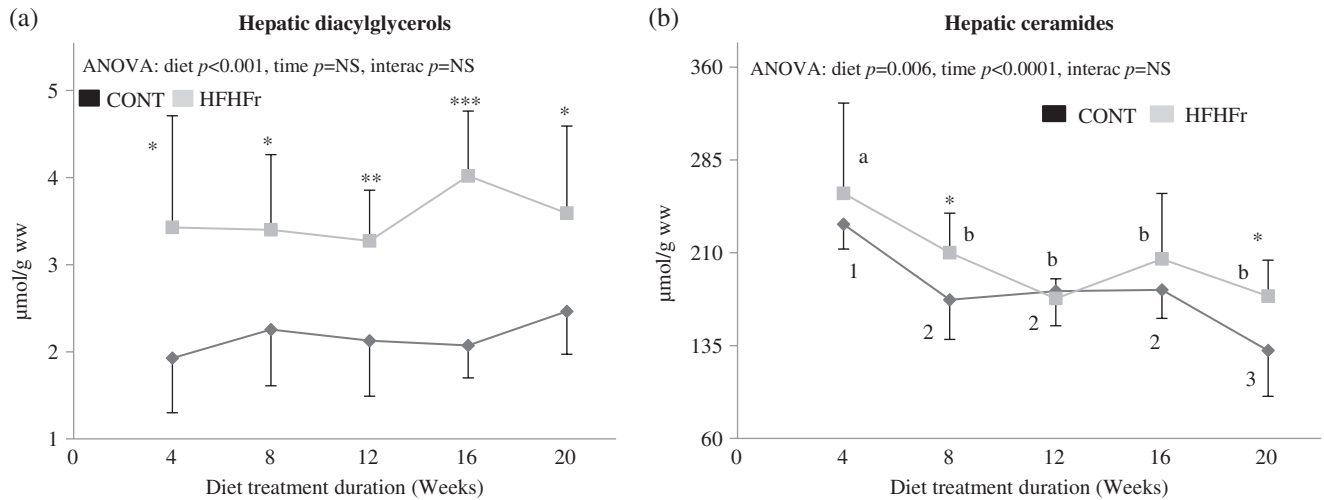 (a)
Hepatic diacylglycerols
ANOVA: diet p<0.001, time p=NS, interac p=NS
CONT HFHFr
5
4
3
2
1
µmol/g ww
* * ** *** *
0 4 8 12 16 20
Diet treatment duration (Weeks)
(b)
Hepatic ceramides
ANOVA: diet p=0.006, time p<0.0001, interac p=NS
CONT HFHFr
360
285
210
135
60
µmol/g ww
a
* b b b * b
1
2 2 2 3
0 4 8 12 16 20
Diet treatment duration (Weeks)